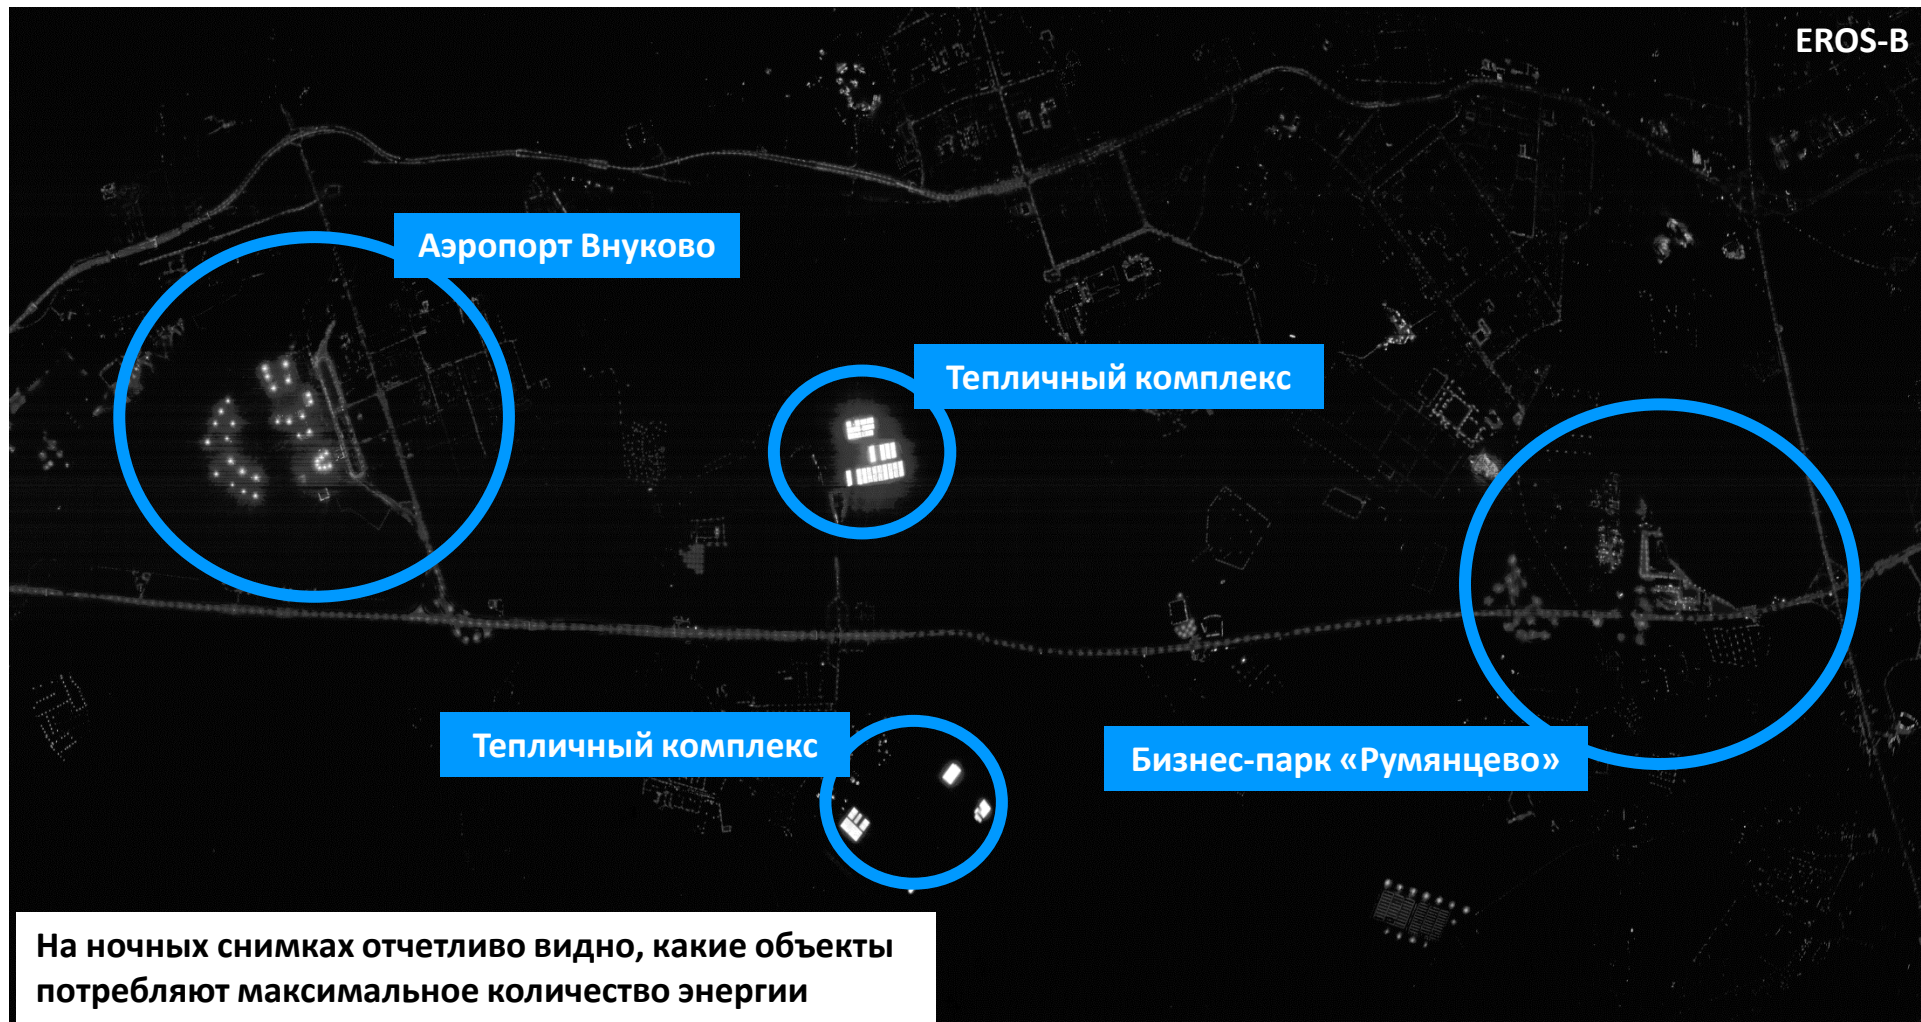 EROS-B
Аэропорт Внуково
Тепличный комплекс
Тепличный комплекс
Бизнес-парк «Румянцево»
На ночных снимках отчетливо видно, какие объекты
потребляют максимальное количество энергии